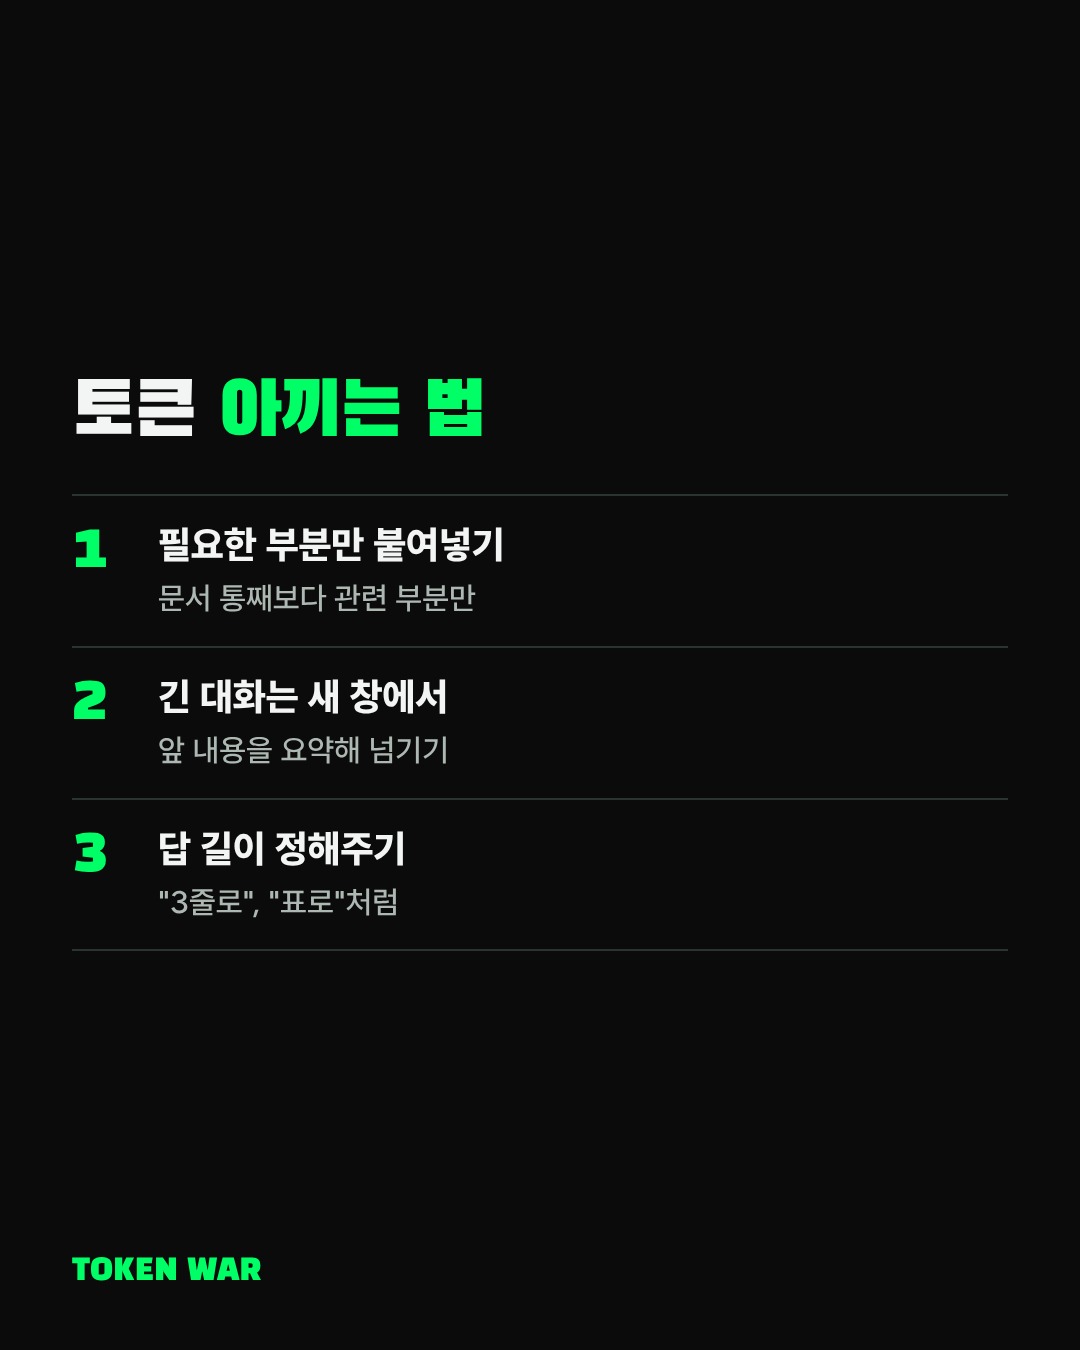 토큰 아끼는 법
1 필요한 부분만 붙여넣기
문서 통째보다 관련 부분만
2 긴 대화는 새 창에서
앞 내용을 요약해 넘기기
3 답 길이 정해주기
"3줄로", "표로"처럼
TOKEN WAR